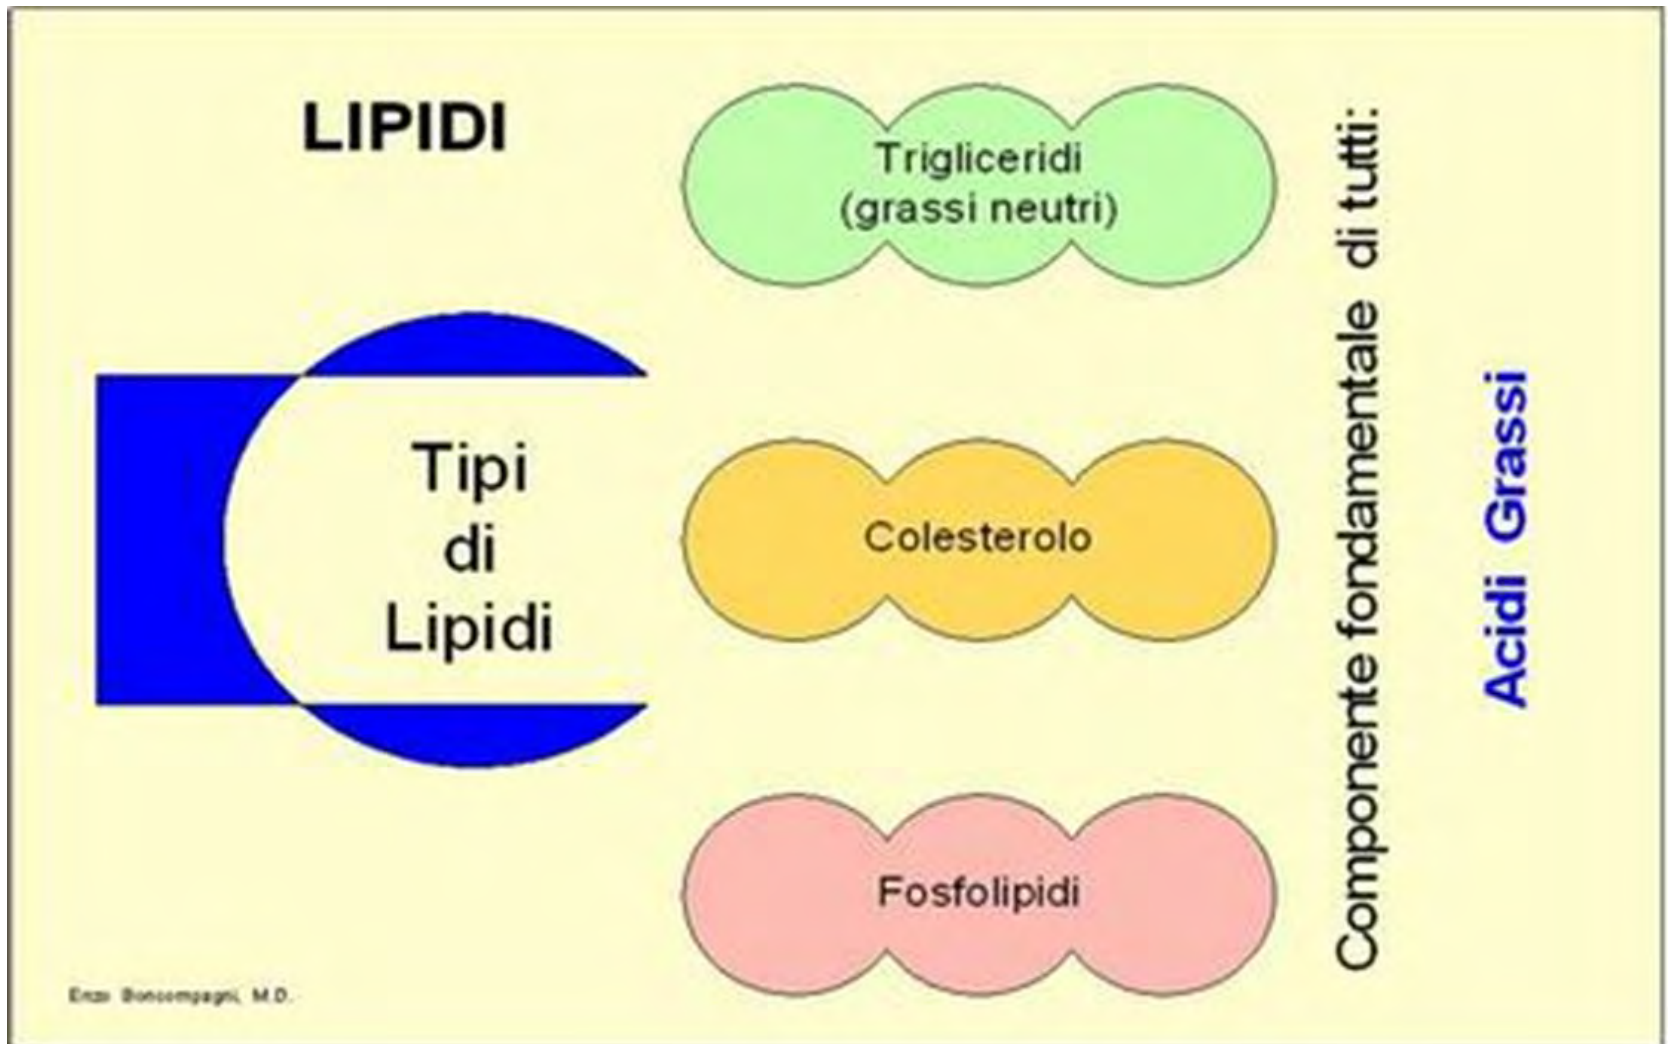 LIPIDI
Tipi
di
Lipidi
Trigliceridi
(grassi neutri)
Colesterolo
Fosfolipidi
Componente fondamentale di tutti:
Acidi Grassi
Enzo Boncompagni, M.D.